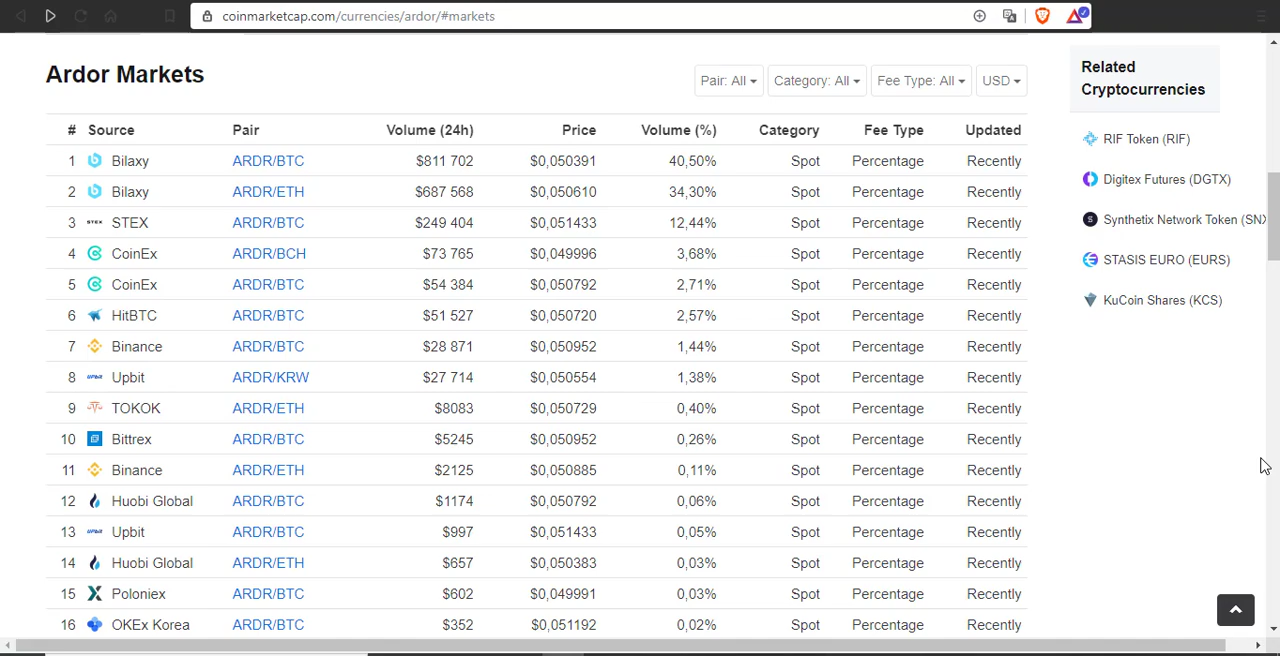 coinmarketcap.com/currencies/ardor/#markets
Ardor Markets
Pair: All Category: All Fee Type: All USD
# Source Pair Volume (24h) Price Volume (%) Category Fee Type Updated
1 Bilaxy ARDR/BTC $811 702 $0,050391 40,50% Spot Percentage Recently
2 Bilaxy ARDR/ETH $687 568 $0,050610 34,30% Spot Percentage Recently
3 STEX STEX ARDR/BTC $249 404 $0,051433 12,44% Spot Percentage Recently
4 CoinEx ARDR/BCH $73 765 $0,049996 3,68% Spot Percentage Recently
5 CoinEx ARDR/BTC $54 384 $0,050792 2,71% Spot Percentage Recently
6 HitBTC ARDR/BTC $51 527 $0,050720 2,57% Spot Percentage Recently
7 Binance ARDR/BTC $28 871 $0,050952 1,44% Spot Percentage Recently
8 UPbit Upbit ARDR/KRW $27 714 $0,050554 1,38% Spot Percentage Recently
9 TOKOK ARDR/ETH $8083 $0,050729 0,40% Spot Percentage Recently
10 Bittrex ARDR/BTC $5245 $0,050952 0,26% Spot Percentage Recently
11 Binance ARDR/ETH $2125 $0,050885 0,11% Spot Percentage Recently
12 Huobi Global ARDR/BTC $1174 $0,050792 0,06% Spot Percentage Recently
13 UPbit Upbit ARDR/BTC $997 $0,051433 0,05% Spot Percentage Recently
14 Huobi Global ARDR/ETH $657 $0,050383 0,03% Spot Percentage Recently
15 Poloniex ARDR/BTC $602 $0,049991 0,03% Spot Percentage Recently
16 OKEx Korea ARDR/BTC $352 $0,051192 0,02% Spot Percentage Recently
Related
Cryptocurrencies
RIF Token (RIF)
Digitex Futures (DGTX)
Synthetix Network Token (SNX
STASIS EURO (EURS)
KuCoin Shares (KCS)